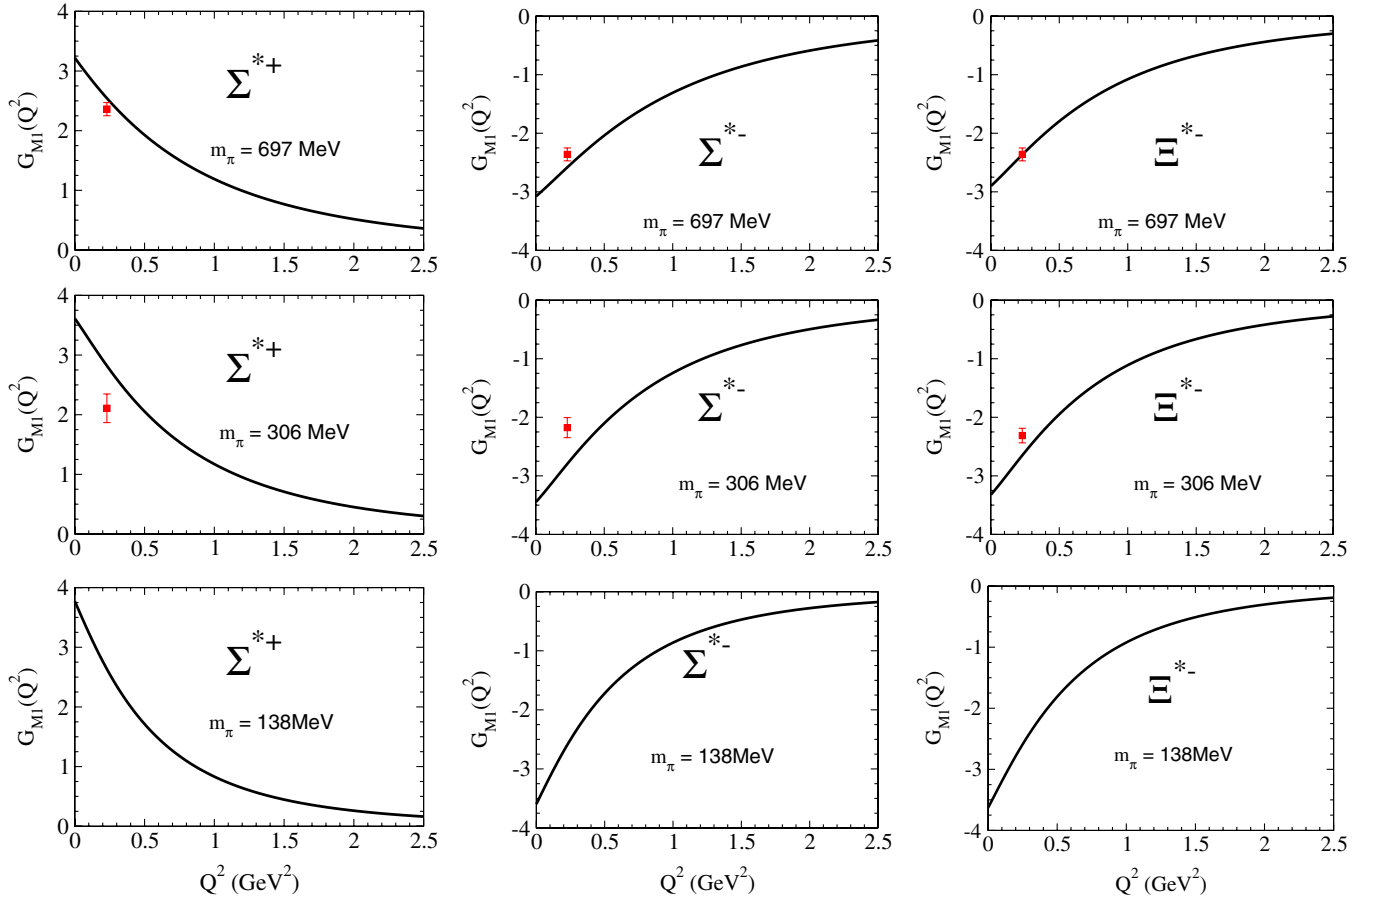 4
3
2
1
0
G_M1(Q^2)
Σ*+
m_π = 697 MeV
0 0.5 1 1.5 2 2.5
0
-1
-2
-3
-4
G_M1(Q^2)
Σ*-
m_π = 697 MeV
0 0.5 1 1.5 2 2.5
0
-1
-2
-3
-4
G_M1(Q^2)
Ξ*-
m_π = 697 MeV
0 0.5 1 1.5 2 2.5
4
3
2
1
0
G_M1(Q^2)
Σ*+
m_π = 306 MeV
0 0.5 1 1.5 2 2.5
0
-1
-2
-3
-4
G_M1(Q^2)
Σ*-
m_π = 306 MeV
0 0.5 1 1.5 2 2.5
0
-1
-2
-3
-4
G_M1(Q^2)
Ξ*-
m_π = 306 MeV
0 0.5 1 1.5 2 2.5
4
3
2
1
0
G_M1(Q^2)
Σ*+
m_π = 138MeV
0 0.5 1 1.5 2 2.5
Q^2 (GeV^2)
0
-1
-2
-3
-4
G_M1(Q^2)
Σ*-
m_π = 138MeV
0 0.5 1 1.5 2 2.5
Q^2 (GeV^2)
0
-1
-2
-3
-4
G_M1(Q^2)
Ξ*-
m_π = 138MeV
0 0.5 1 1.5 2 2.5
Q^2 (GeV^2)